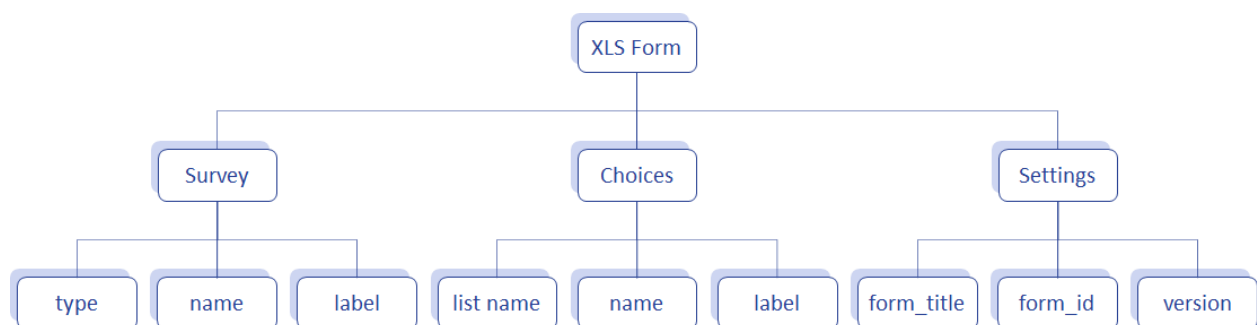 XLS Form
Survey
Choices
Settings
type
name
label
list name
name
label
form_title
form_id
version